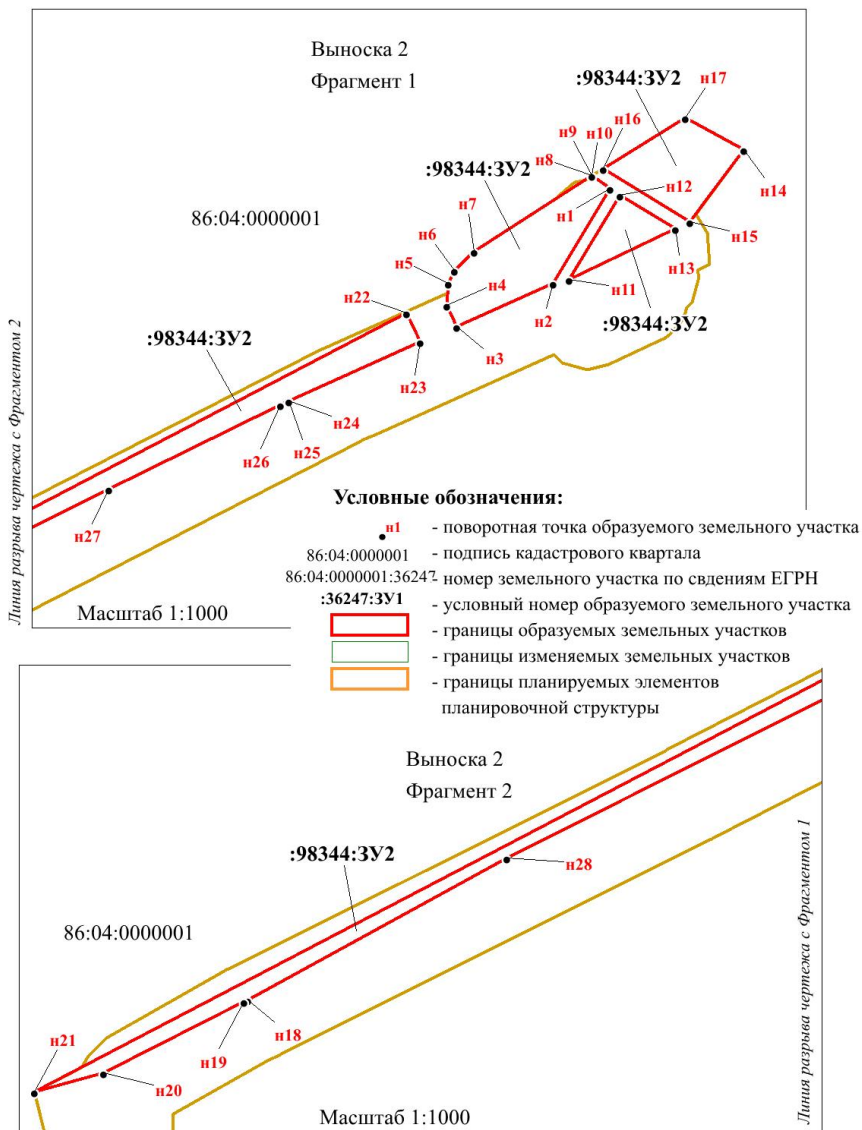 Выноска 2
Фрагмент 1
:98344:ЗУ2
н17
н16
н10
н9
н8
:98344:ЗУ2
н12
н14
н1
н7
86:04:0000001
н15
н6
н13
н5
н4
н11
н22
н2
:98344:ЗУ2
:98344:ЗУ2
н3
н23
н24
н25
н26
н27
Линия разрыва чертежа с Фрагментом 2
Масштаб 1:1000
Условные обозначения:
н1 - поворотная точка образуемого земельного участка
86:04:0000001 - подпись кадастрового квартала
86:04:0000001:36247 - номер земельного участка по свдениям ЕГРН
:36247:ЗУ1 - условный номер образуемого земельного участка
- границы образуемых земельных участков
- границы изменяемых земельных участков
- границы планируемых элементов
планировочной структуры
Выноска 2
Фрагмент 2
:98344:ЗУ2
н28
86:04:0000001
н18
н19
н21
н20
Линия разрыва чертежа с Фрагментом 1
Масштаб 1:1000